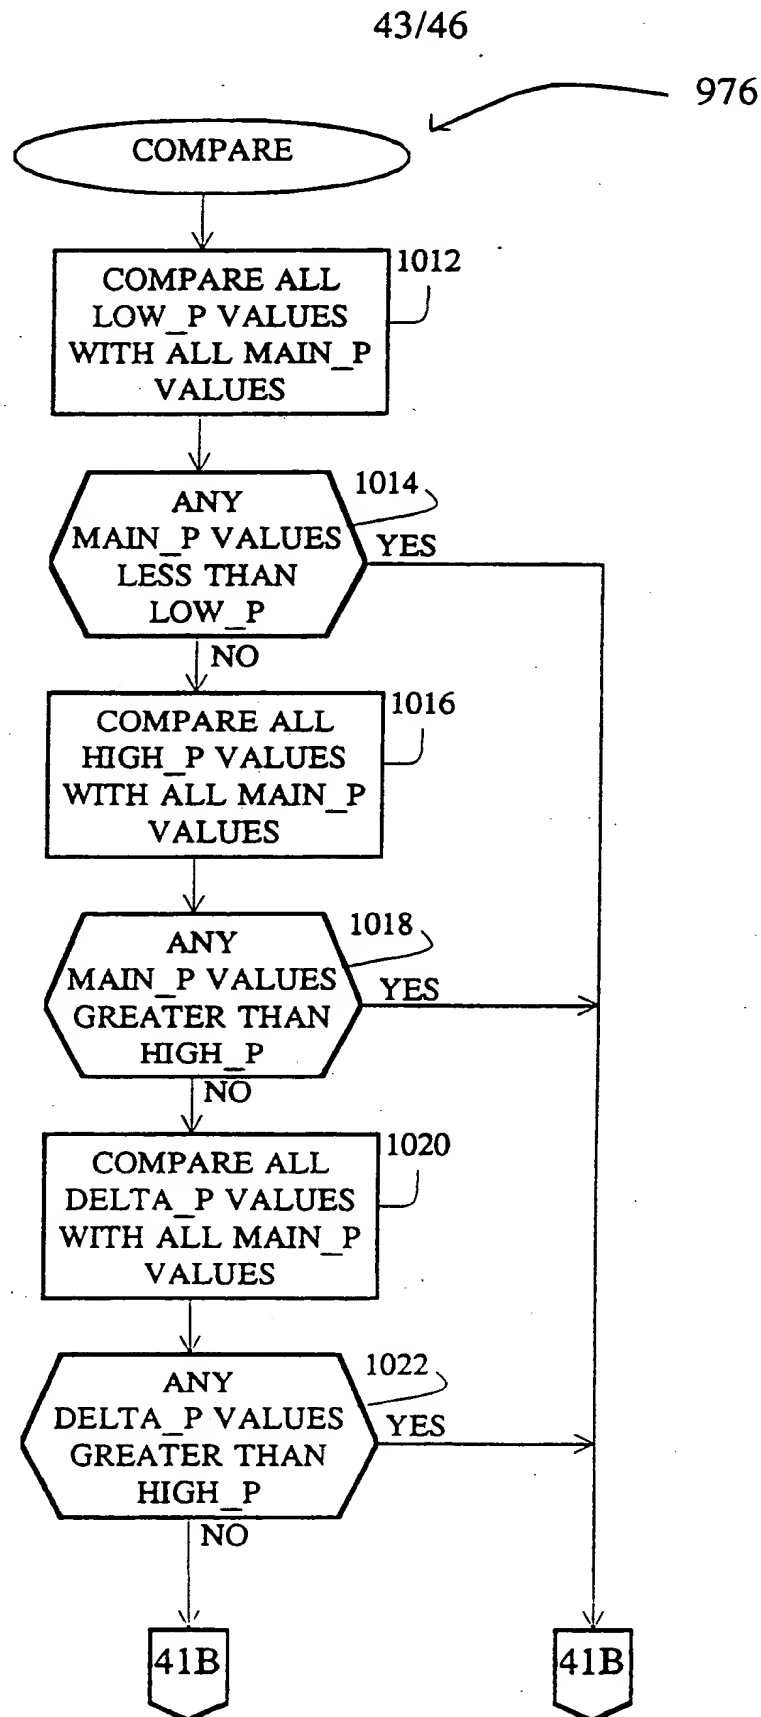 43/46
976
COMPARE
1012
COMPARE ALL
LOW_P VALUES
WITH ALL MAIN_P
VALUES
1014
ANY
MAIN_P VALUES
LESS THAN
LOW_P
YES
NO
1016
COMPARE ALL
HIGH_P VALUES
WITH ALL MAIN_P
VALUES
1018
ANY
MAIN_P VALUES
GREATER THAN
HIGH_P
YES
NO
1020
COMPARE ALL
DELTA_P VALUES
WITH ALL MAIN_P
VALUES
1022
ANY
DELTA_P VALUES
GREATER THAN
HIGH_P
YES
NO
41B
41B